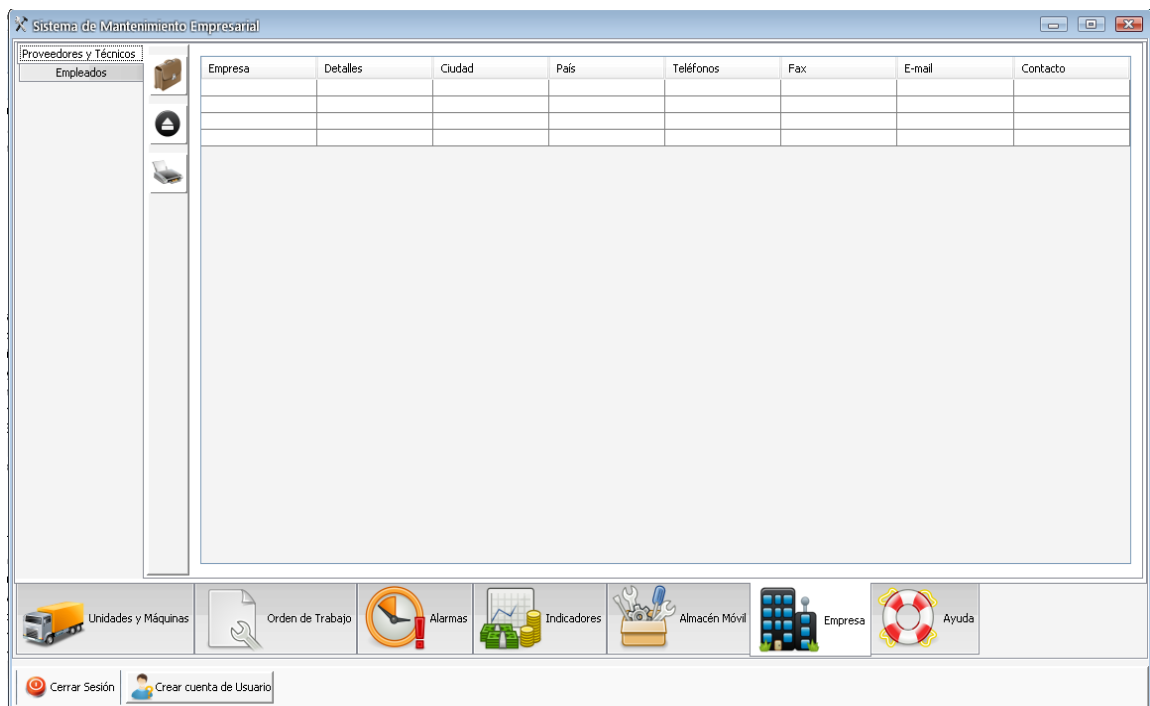 Sistema de Mantenimiento Empresarial
Proveedores y Técnicos
Empleados
Empresa Detalles Ciudad País Teléfonos Fax E-mail Contacto
Unidades y Máquinas Orden de Trabajo Alarmas Indicadores Almacén Móvil Empresa Ayuda
Cerrar Sesión Crear cuenta de Usuario